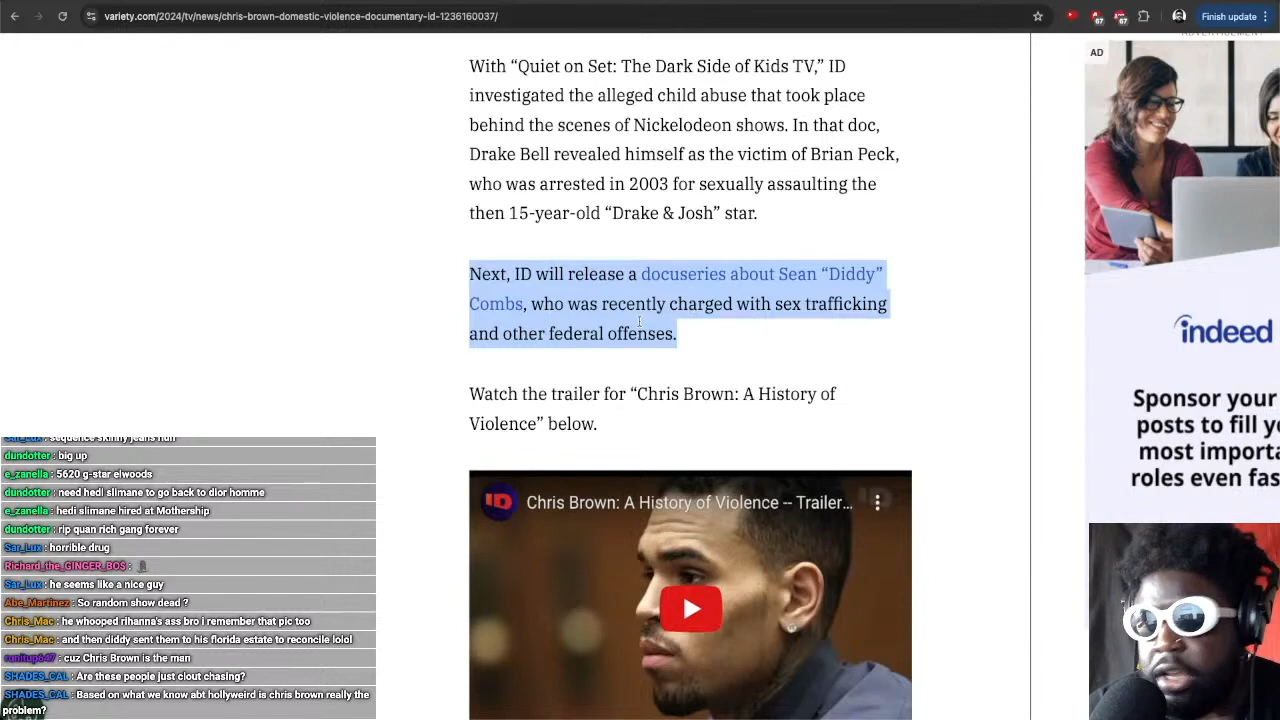 variety.com/2024/tv/news/chris-brown-domestic-violence-documentary-id-1236160037/
67
67
Finish update
ADVERTISEMENT
AD
With “Quiet on Set: The Dark Side of Kids TV,” ID
investigated the alleged child abuse that took place
behind the scenes of Nickelodeon shows. In that doc,
Drake Bell revealed himself as the victim of Brian Peck,
who was arrested in 2003 for sexually assaulting the
then 15-year-old “Drake & Josh” star.
Next, ID will release a docuseries about Sean “Diddy”
Combs, who was recently charged with sex trafficking
and other federal offenses.
Watch the trailer for “Chris Brown: A History of
Violence” below.
ID
Chris Brown: A History of Violence -- Trailer...
indeed
Sponsor your
posts to fill yo
most importa
roles even fas
Sar_Lux : sequence skinny jeans nun
dundotter : big up
e_zanella : 5620 g-star elwoods
dundotter : need hedi slimane to go back to dior homme
e_zanella : hedi slimane hired at Mothership
dundotter : rip quan rich gang forever
Sar_Lux : horrible drug
Richard_the_GINGER_BOS :
Sar_Lux : he seems like a nice guy
Abe_Martinez : So random show dead ?
Chris_Mac : he whooped rihanna's ass bro i remember that pic too
Chris_Mac : and then diddy sent them to his florida estate to reconcile lolol
runitup647 : cuz Chris Brown is the man
SHADES_CAL : Are these people just clout chasing?
SHADES_CAL : Based on what we know abt hollyweird is chris brown really the
problem?